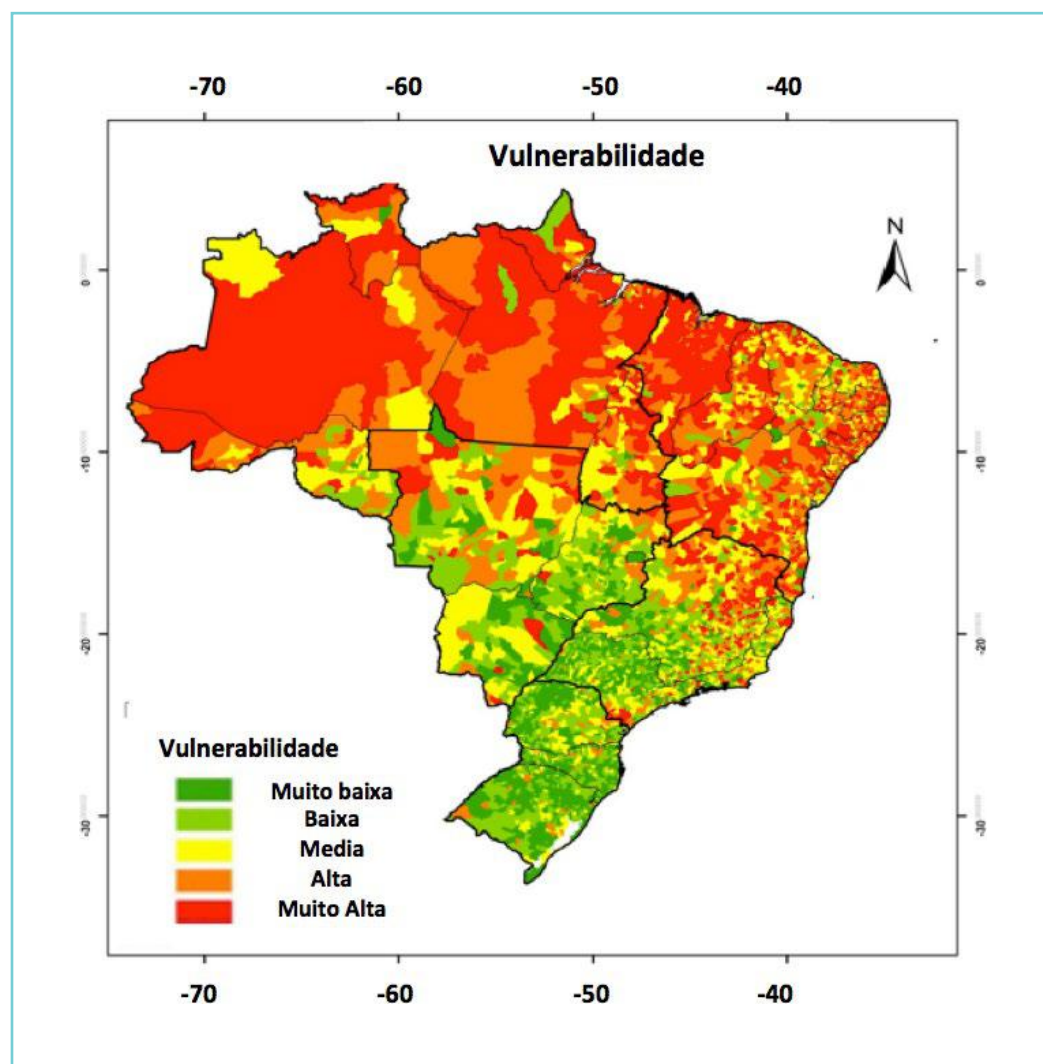 -70 -60 -50 -40
Vulnerabilidade
N
0 0
-10 -10
-20 -20
Vulnerabilidade
Muito baixa
Baixa
Media
Alta
Muito Alta
-30 -30
-70 -60 -50 -40